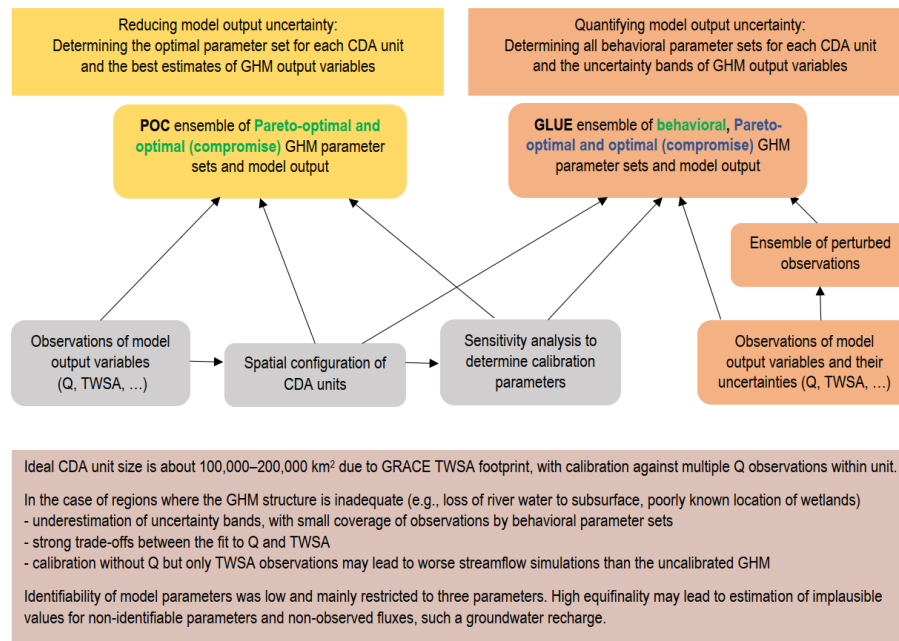 Reducing model output uncertainty:
Determining the optimal parameter set for each CDA unit
and the best estimates of GHM output variables
Quantifying model output uncertainty:
Determining all behavioral parameter sets for each CDA unit
and the uncertainty bands of GHM output variables
POC ensemble of Pareto-optimal and
optimal (compromise) GHM parameter
sets and model output
GLUE ensemble of behavioral, Pareto-
optimal and optimal (compromise) GHM
parameter sets and model output
Ensemble of perturbed
observations
Observations of model
output variables
(Q, TWSA, …)
Spatial configuration of
CDA units
Sensitivity analysis to
determine calibration
parameters
Observations of model
output variables and their
uncertainties (Q, TWSA, …)
Ideal CDA unit size is about 100,000–200,000 km² due to GRACE TWSA footprint, with calibration against multiple Q observations within unit.
In the case of regions where the GHM structure is inadequate (e.g., loss of river water to subsurface, poorly known location of wetlands)
- underestimation of uncertainty bands, with small coverage of observations by behavioral parameter sets
- strong trade-offs between the fit to Q and TWSA
- calibration without Q but only TWSA observations may lead to worse streamflow simulations than the uncalibrated GHM
Identifiability of model parameters was low and mainly restricted to three parameters. High equifinality may lead to estimation of implausible
values for non-identifiable parameters and non-observed fluxes, such a groundwater recharge.